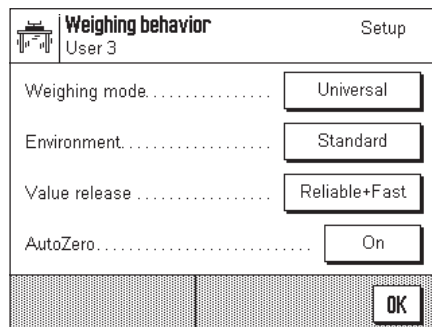 Weighing behavior
Setup
User 3
Weighing mode................ Universal
Environment................... Standard
Value release ................. Reliable+Fast
AutoZero........................... On
OK